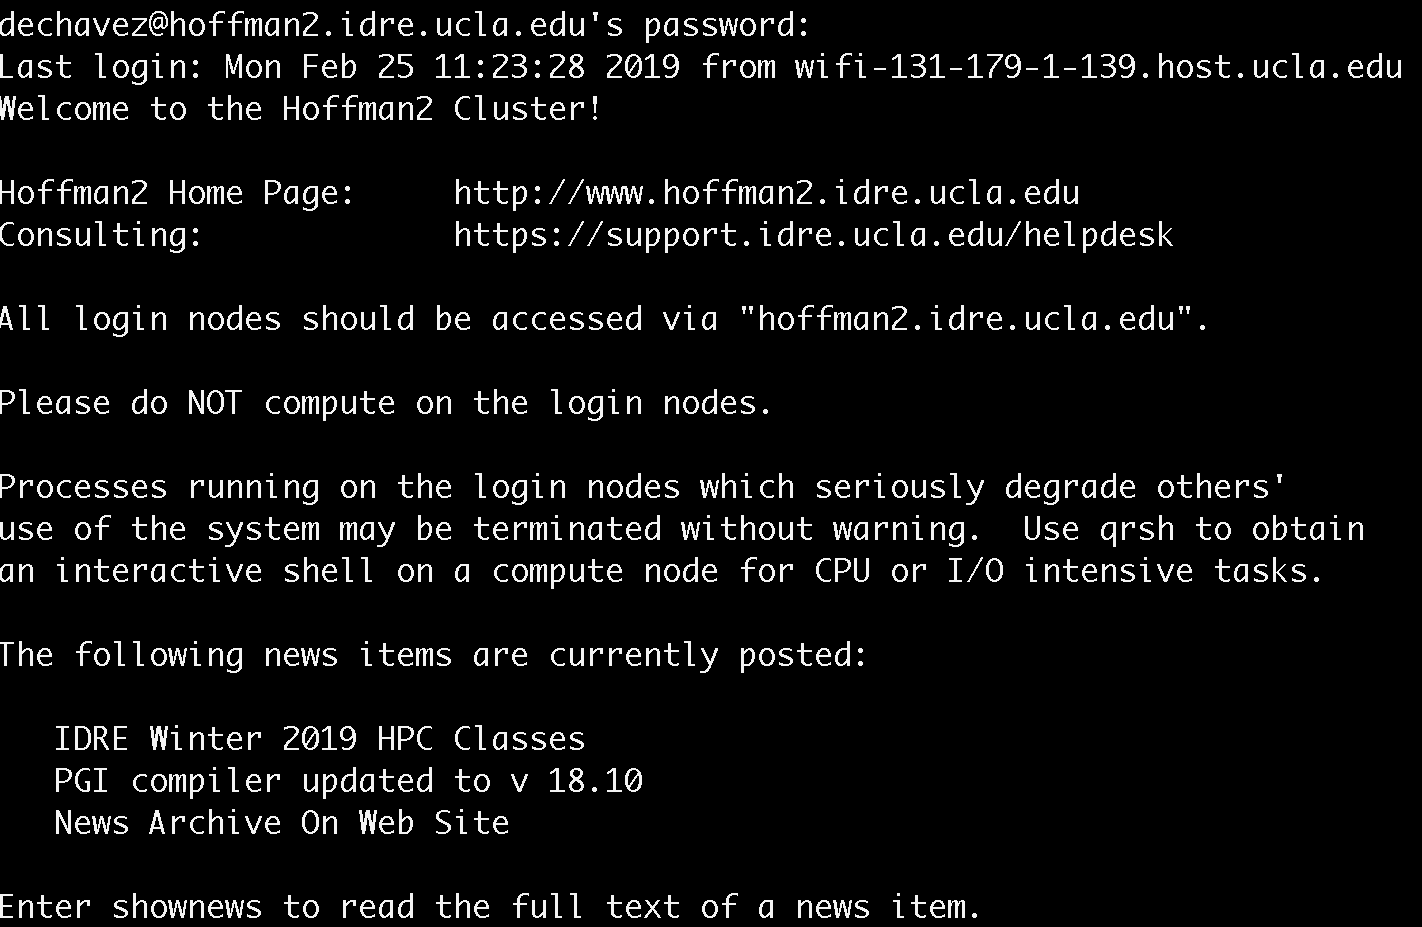 dechavez@hoffman2.idre.ucla.edu's password:
Last login: Mon Feb 25 11:23:28 2019 from wifi-131-179-1-139.host.ucla.edu
Welcome to the Hoffman2 Cluster!
Hoffman2 Home Page:     http://www.hoffman2.idre.ucla.edu
Consulting:             https://support.idre.ucla.edu/helpdesk
All login nodes should be accessed via "hoffman2.idre.ucla.edu".
Please do NOT compute on the login nodes.
Processes running on the login nodes which seriously degrade others'
use of the system may be terminated without warning.  Use qrsh to obtain
an interactive shell on a compute node for CPU or I/O intensive tasks.
The following news items are currently posted:
   IDRE Winter 2019 HPC Classes
   PGI compiler updated to v 18.10
   News Archive On Web Site
Enter shownews to read the full text of a news item.